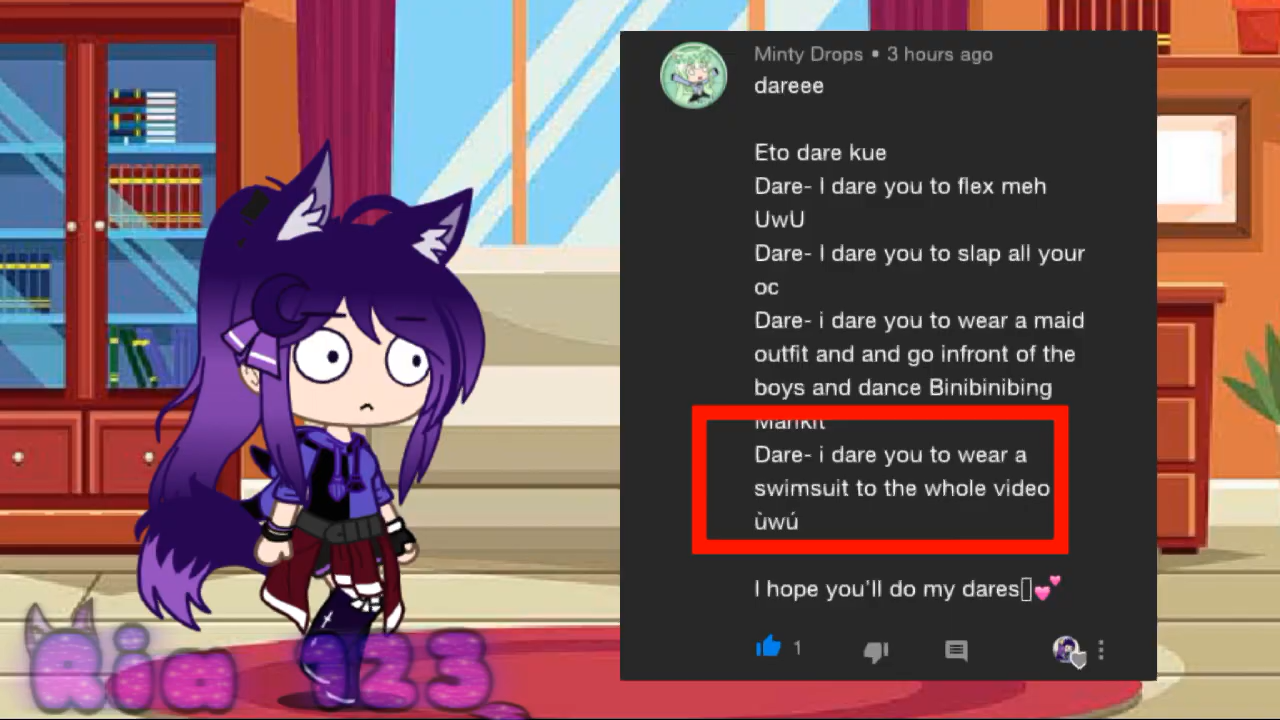 Minty Drops • 3 hours ago
dareee
Eto dare kue
Dare- I dare you to flex meh
UwU
Dare- I dare you to slap all your
oc
Dare- i dare you to wear a maid
outfit and and go infront of the
boys and dance Binibinibing
Marikit
Dare- i dare you to wear a
swimsuit to the whole video
ùwú
I hope you'll do my dares💕
1
Ria 123